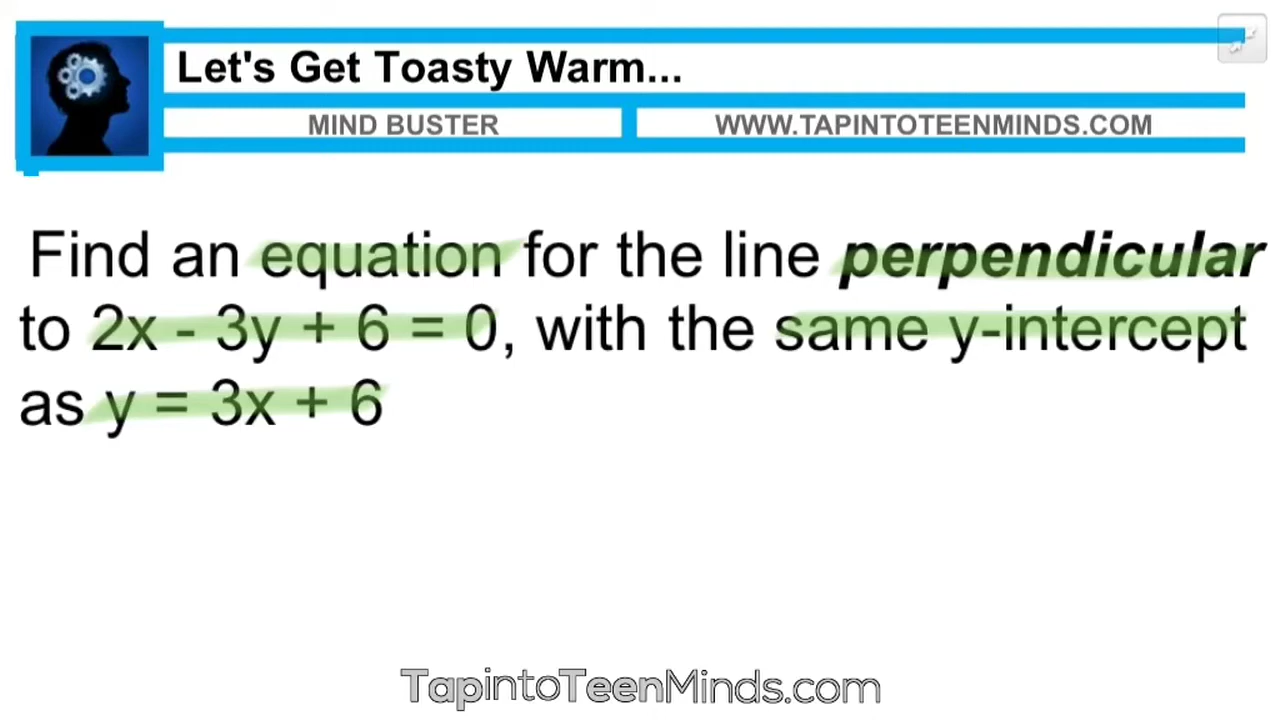 Let's Get Toasty Warm...
MIND BUSTER
WWW.TAPINTOTEENMINDS.COM
Find an equation for the line perpendicular
to 2x - 3y + 6 = 0, with the same y-intercept
as y = 3x + 6
TapintoTeenMinds.com